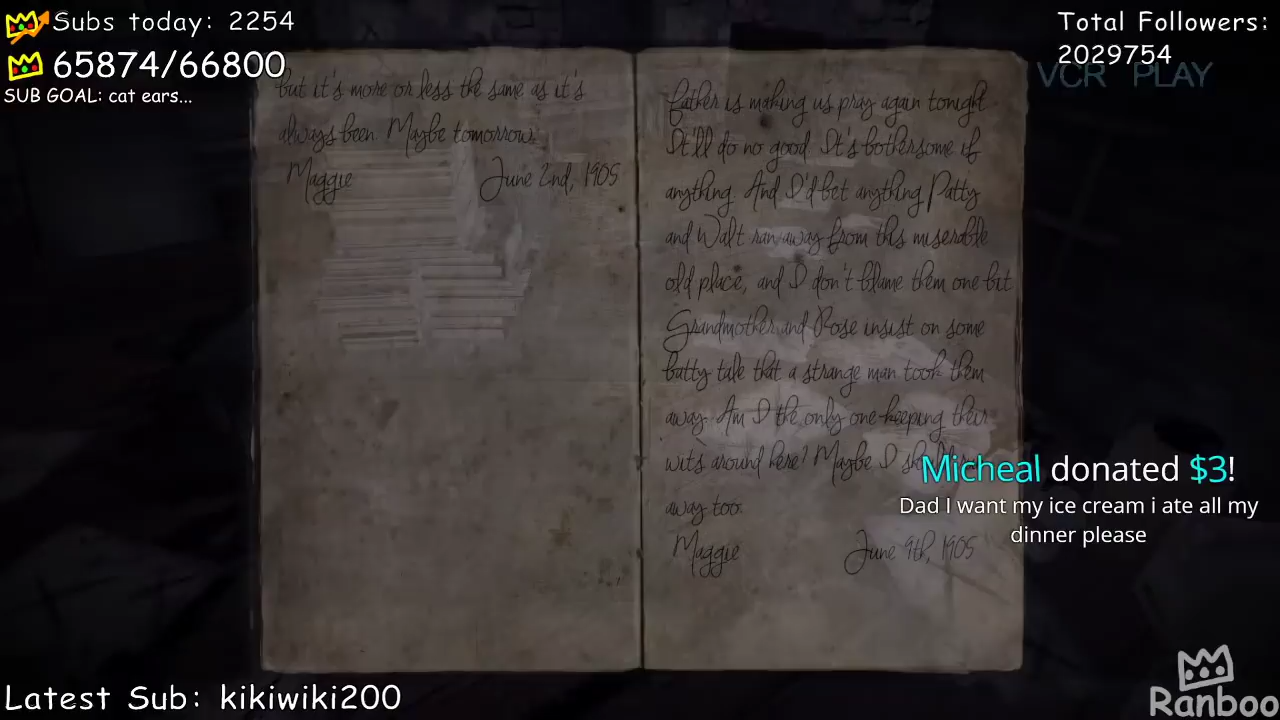 Subs today: 2254
65874/66800
SUB GOAL: cat ears...
Total Followers:
2029754
VCR PLAY
but it's more or less the same as it's
always been. Maybe tomorrow.
Maggie June 2nd, 1905
Father is making us pray again tonight.
It'll do no good. It's bothersome if
anything. And I'd bet anything Patty
and Walt ran away from this miserable
old place, and I don't blame them one bit.
Grandmother and Rose insist on some
batty tale that a strange man took them
away. Am I the only one keeping their
wits around here? Maybe I
away too.
Maggie June 9th, 1905
Micheal donated $3!
Dad I want my ice cream i ate all my
dinner please
Latest Sub: kikiwiki200
Ranboo